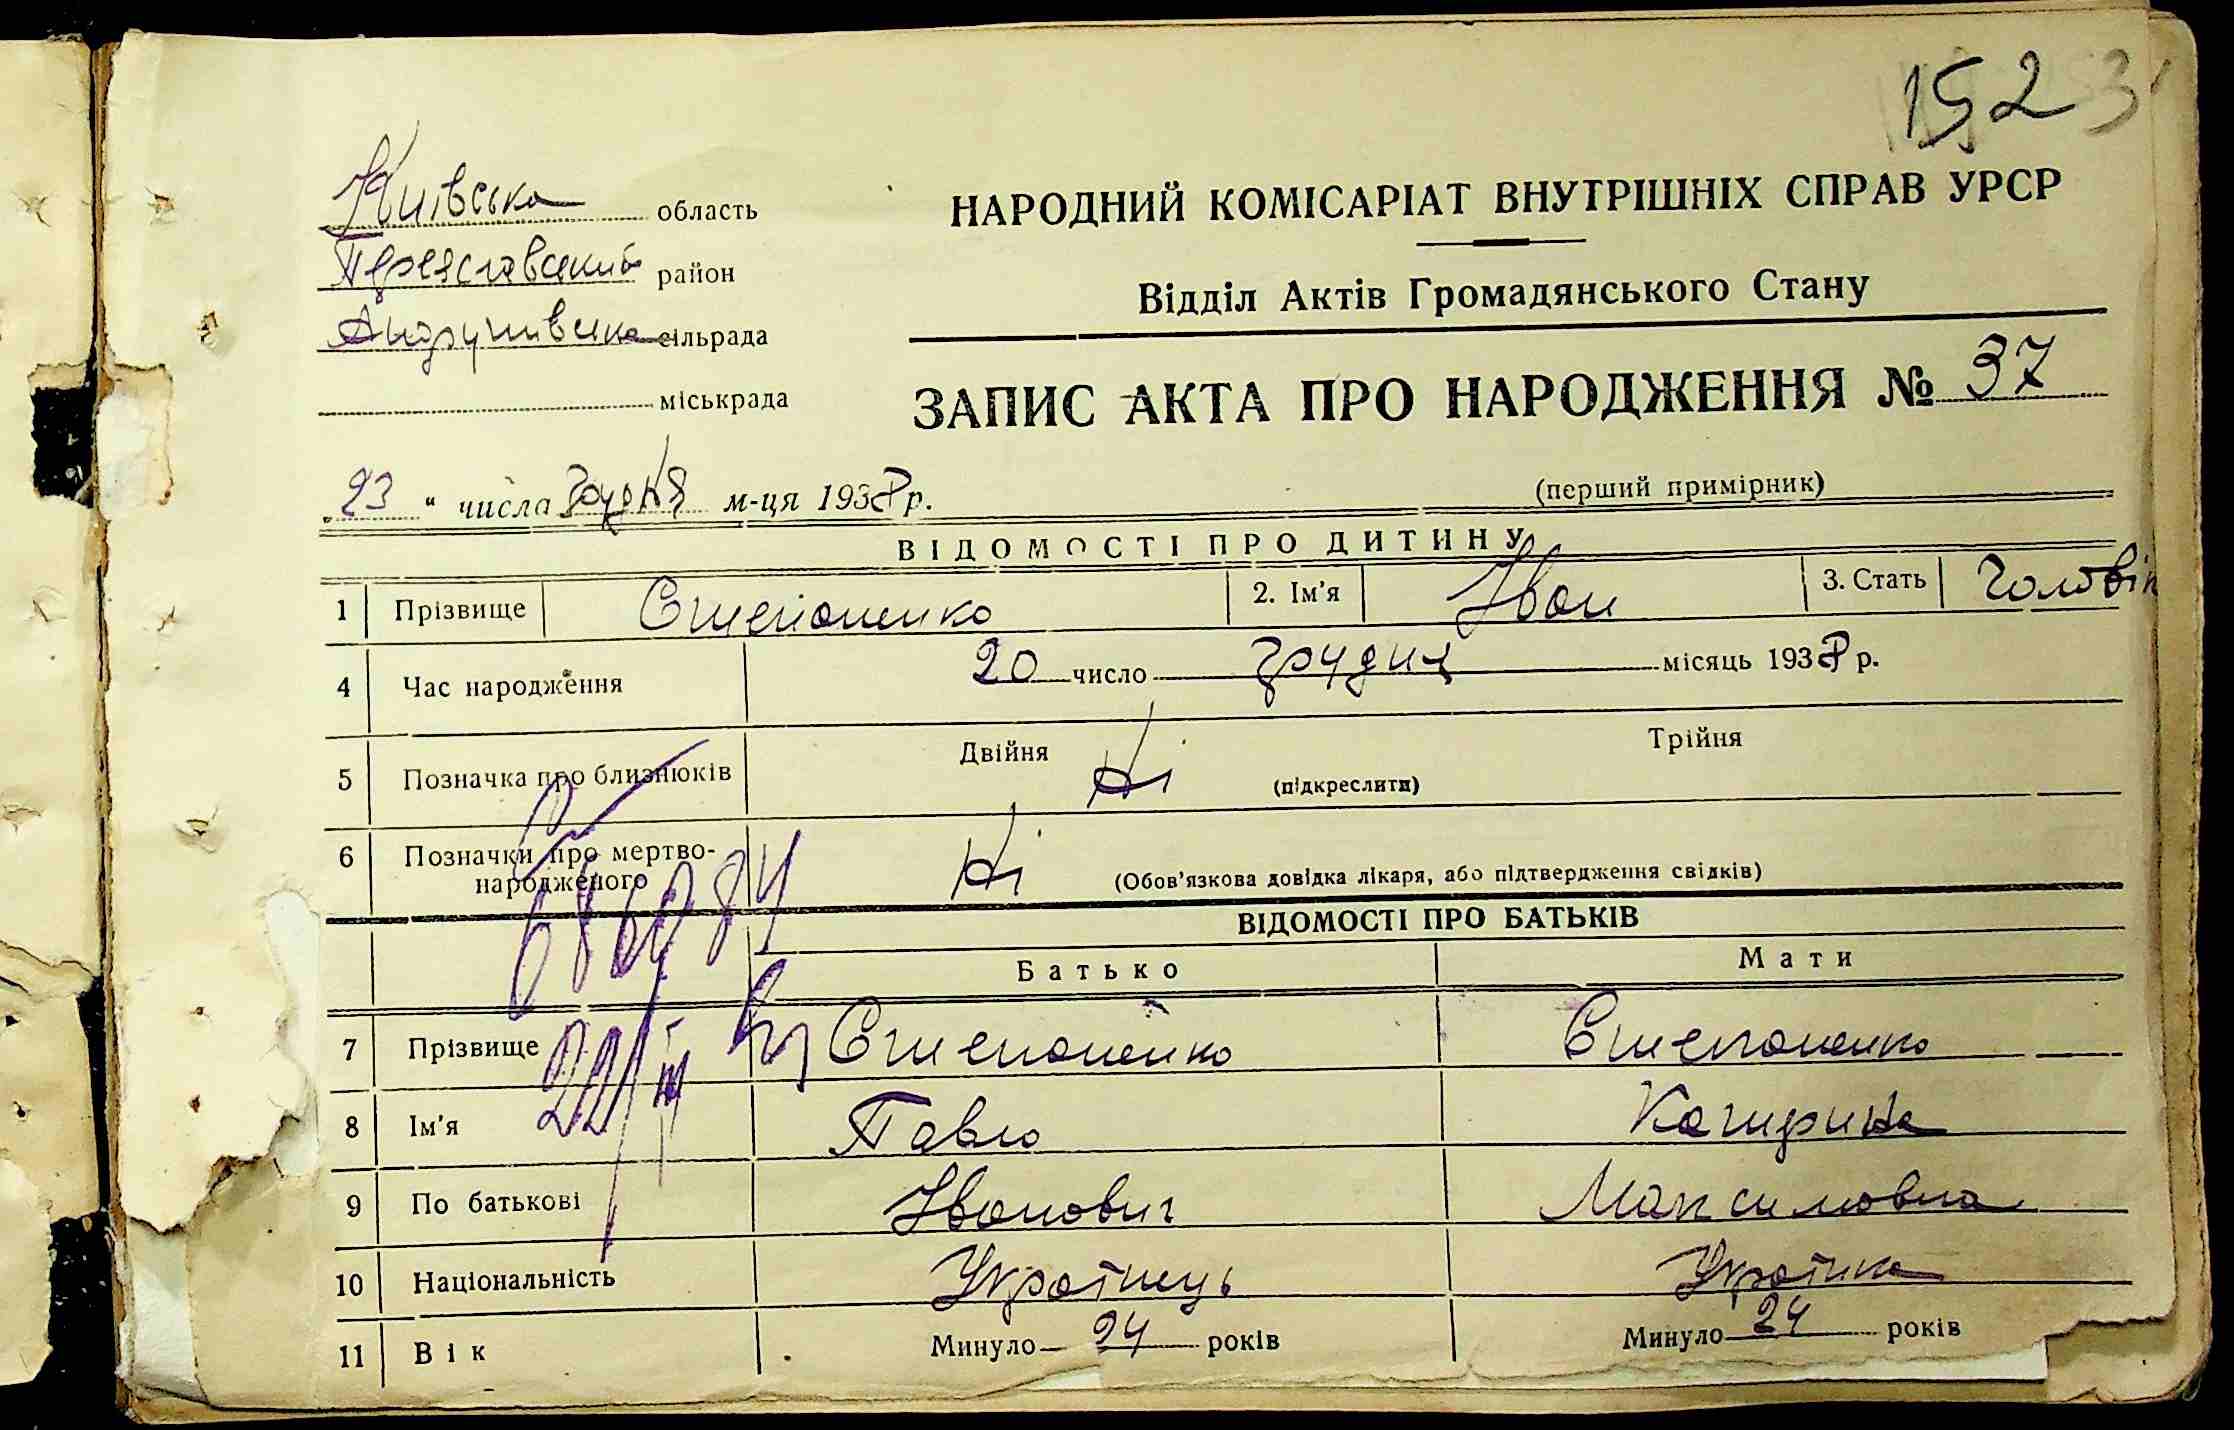 152
3
Київська область
НАРОДНИЙ КОМІСАРІАТ ВНУТРІШНІХ СПРАВ УРСР
Переяславський район
Відділ Актів Громадянського Стану
Андрушівська сільрада
міськрада
ЗАПИС АКТА ПРО НАРОДЖЕННЯ № 37
„ 23 “ числа грудня м-ця 1938 р.
(перший примірник)
ВІДОМОСТІ ПРО ДИТИНУ
1 Прізвище Степаненко 2. Ім'я Іван 3. Стать Чоловік
4 Час народження 20 число грудня місяць 1938 р.
5 Позначка про близнюків Двійня Ні (підкреслити) Трійня
6 Позначки про мертво-
народженого Ні (Обов'язкова довідка лікаря, або підтвердження свідків)
ВІДОМОСТІ ПРО БАТЬКІВ
Батько Мати
7 Прізвище Степаненко Степаненко
8 Ім'я Павло Катирина
9 По батькові Іванович Максимовна
10 Національність Українець Українка
11 Вік Минуло 24 років Минуло 24 років